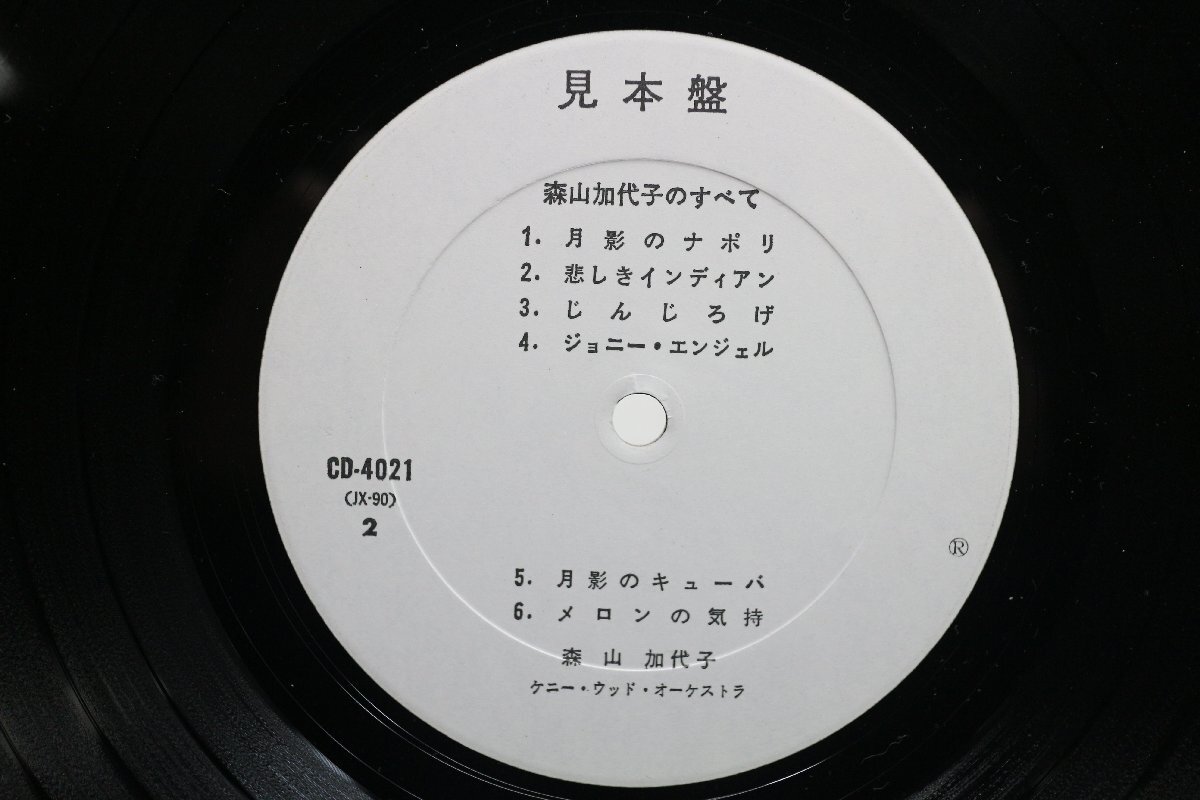 見本盤
森山加代子のすべて
1. 月影のナポリ
2. 悲しきインディアン
3. じんじろげ
4. ジョニー・エンジェル
CD-4021
(JX-90)
2
Ⓡ
5. 月影のキューバ
6. メロンの気持
森山 加代子
ケニー・ウッド・オーケストラ